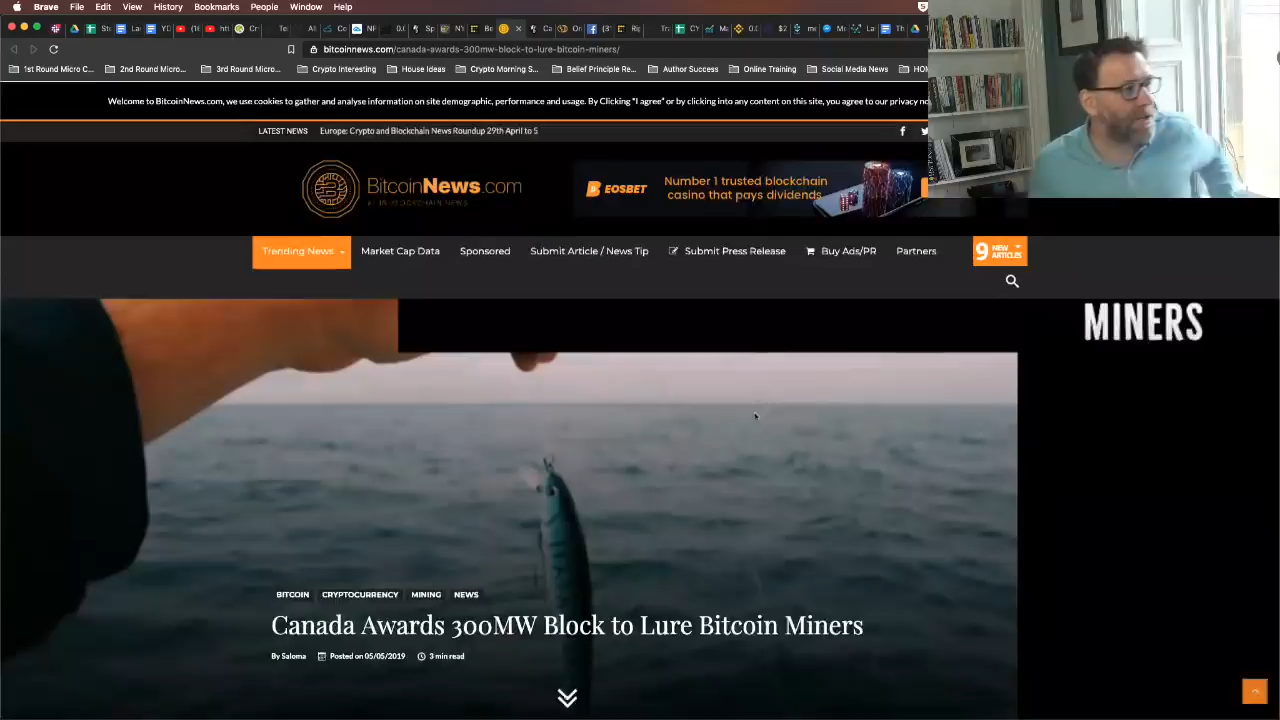 Brave File Edit View History Bookmarks People Window Help
bitcoinnews.com/canada-awards-300mw-block-to-lure-bitcoin-miners/
1st Round Micro C... 2nd Round Micro... 3rd Round Micro... Crypto Interesting House Ideas Crypto Morning S... Belief Principle Re... Author Success Online Training Social Media News
Welcome to BitcoinNews.com, we use cookies to gather and analyse information on site demographic, performance and usage. By Clicking "I agree" or by clicking into any content on this site, you agree to our privacy
LATEST NEWS Europe: Crypto and Blockchain News Roundup 29th April to 5
BitcoinNews.com
EOSBET Number 1 trusted blockchain
casino that pays dividends
Trending News Market Cap Data Sponsored Submit Article / News Tip Submit Press Release Buy Ads/PR Partners 9 NEW
ARTICLES
MINERS
BITCOIN CRYPTOCURRENCY MINING NEWS
Canada Awards 300MW Block to Lure Bitcoin Miners
By Saloma Posted on 05/05/2019 3 min read